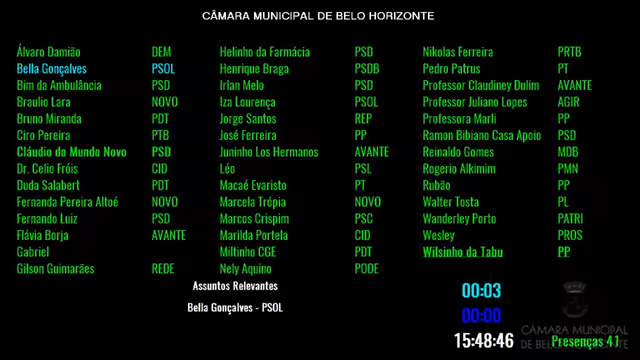 CÂMARA MUNICIPAL DE BELO HORIZONTE
Álvaro Damião DEM Helinho da Farmácia PSD Nikolas Ferreira PRTB
Bella Gonçalves PSOL Henrique Braga PSDB Pedro Patrus PT
Bim da Ambulância PSD Irlan Melo PSD Professor Claudiney Dulim AVANTE
Braulio Lara NOVO Iza Lourença PSOL Professor Juliano Lopes AGIR
Bruno Miranda PDT Jorge Santos REP Professora Marli PP
Ciro Pereira PTB José Ferreira PP Ramon Bibiano Casa Apoio PSD
Cláudio do Mundo Novo PSD Juninho Los Hermanos AVANTE Reinaldo Gomes MDB
Dr. Celio Fróis CID Léo PSL Rogerio Alkimim PMN
Duda Salabert PDT Macaé Evaristo PT Rubão PP
Fernanda Pereira Altoé NOVO Marcela Trópia NOVO Walter Tosta PL
Fernando Luiz PSD Marcos Crispim PSC Wanderley Porto PATRI
Flávia Borja AVANTE Marilda Portela CID Wesley PROS
Gabriel Miltinho CGE PDT Wilsinho da Tabu PP
Gilson Guimarães REDE Nely Aquino PODE
Assuntos Relevantes
Bella Gonçalves - PSOL
00:03
00:00
15:48:46
Presenças 41
CÂMARA MUNICIPAL
DE BELO HORIZONTE